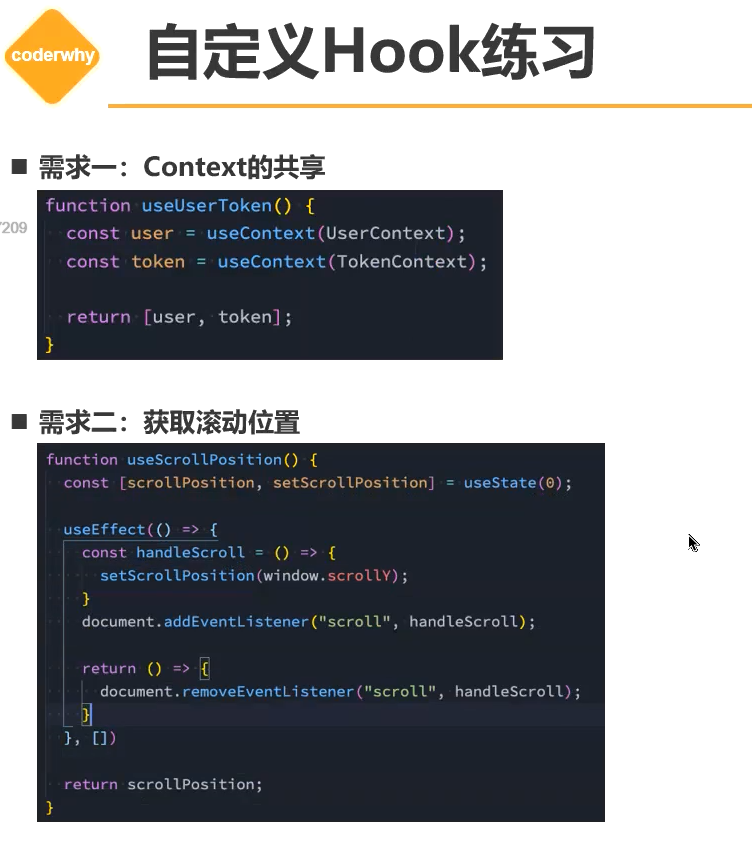 coderwhy
自定义Hook练习
■ 需求一：Context的共享
function useUserToken() {
const user = useContext(UserContext);
/209
const token = useContext(TokenContext);
return [user, token];
}
■ 需求二：获取滚动位置
function useScrollPosition() {
const [scrollPosition, setScrollPosition] = useState(0);
useEffect(() => {
const handleScroll = () => {
setScrollPosition(window.scrollY);
}
document.addEventListener("scroll", handleScroll);
return () => {
document.removeEventListener("scroll", handleScroll);
}
}, [])
return scrollPosition;
}